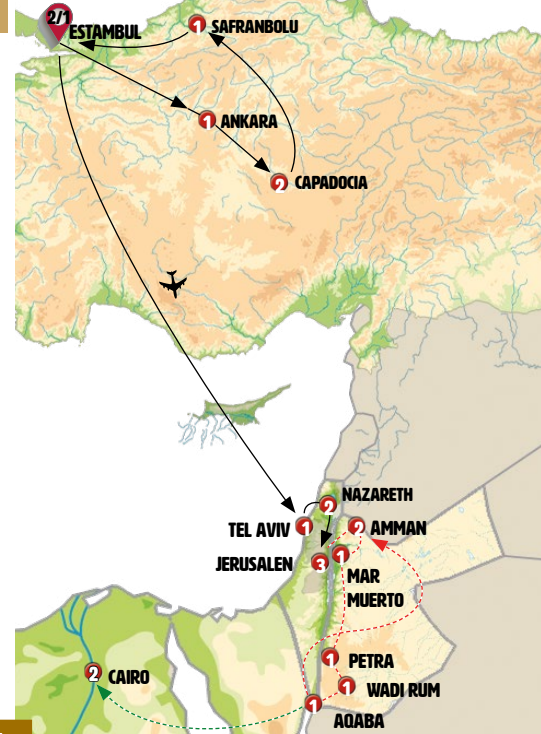 2/1
ESTAMBUL
1 SAFRANBOLU
1 ANKARA
2 CAPADOCIA
2 NAZARETH
TEL AVIV 1
2 AMMAN
JERUSALEN 3
1 MAR
MUERTO
1 PETRA
1 WADI RUM
1
AQABA
2 CAIRO